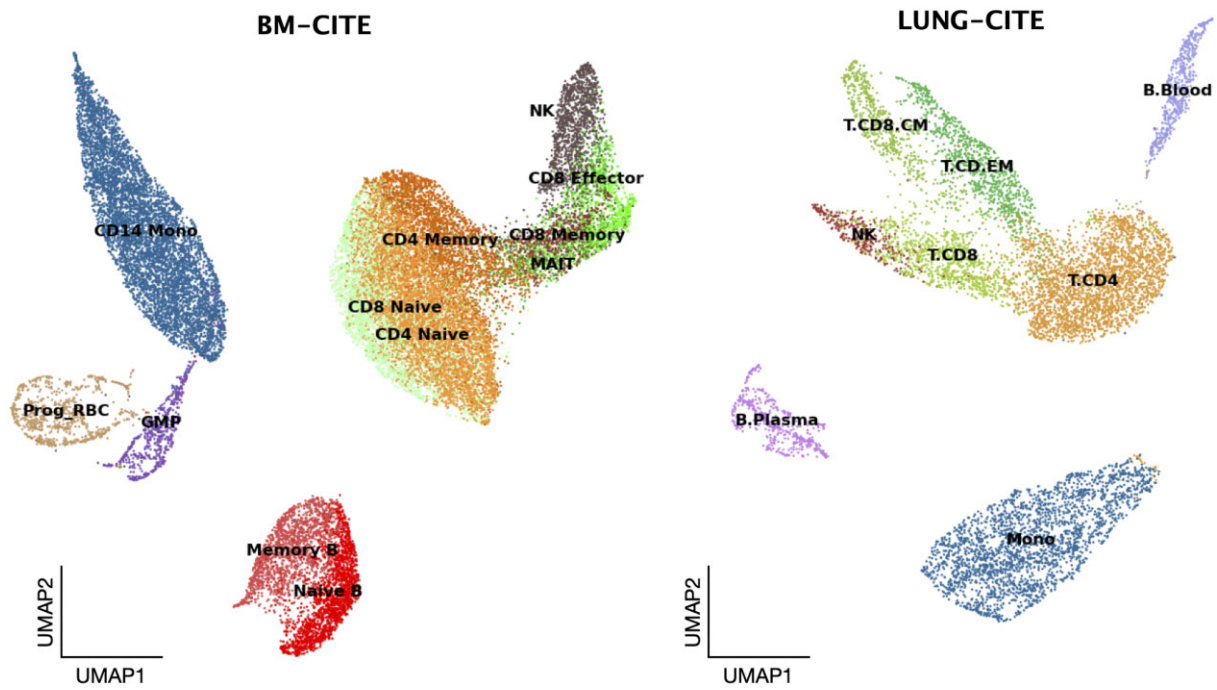 BM-CITE
NK
CD8 Effector
CD14 Mono
CD4 Memory
CD8 Memory
MAIT
CD8 Naive
CD4 Naive
Prog_RBC
GMP
Memory B
Naive B
UMAP2
UMAP1
LUNG-CITE
B.Blood
T.CD8.CM
T.CD.EM
NK
T.CD8
T.CD4
B.Plasma
Mono
UMAP2
UMAP1